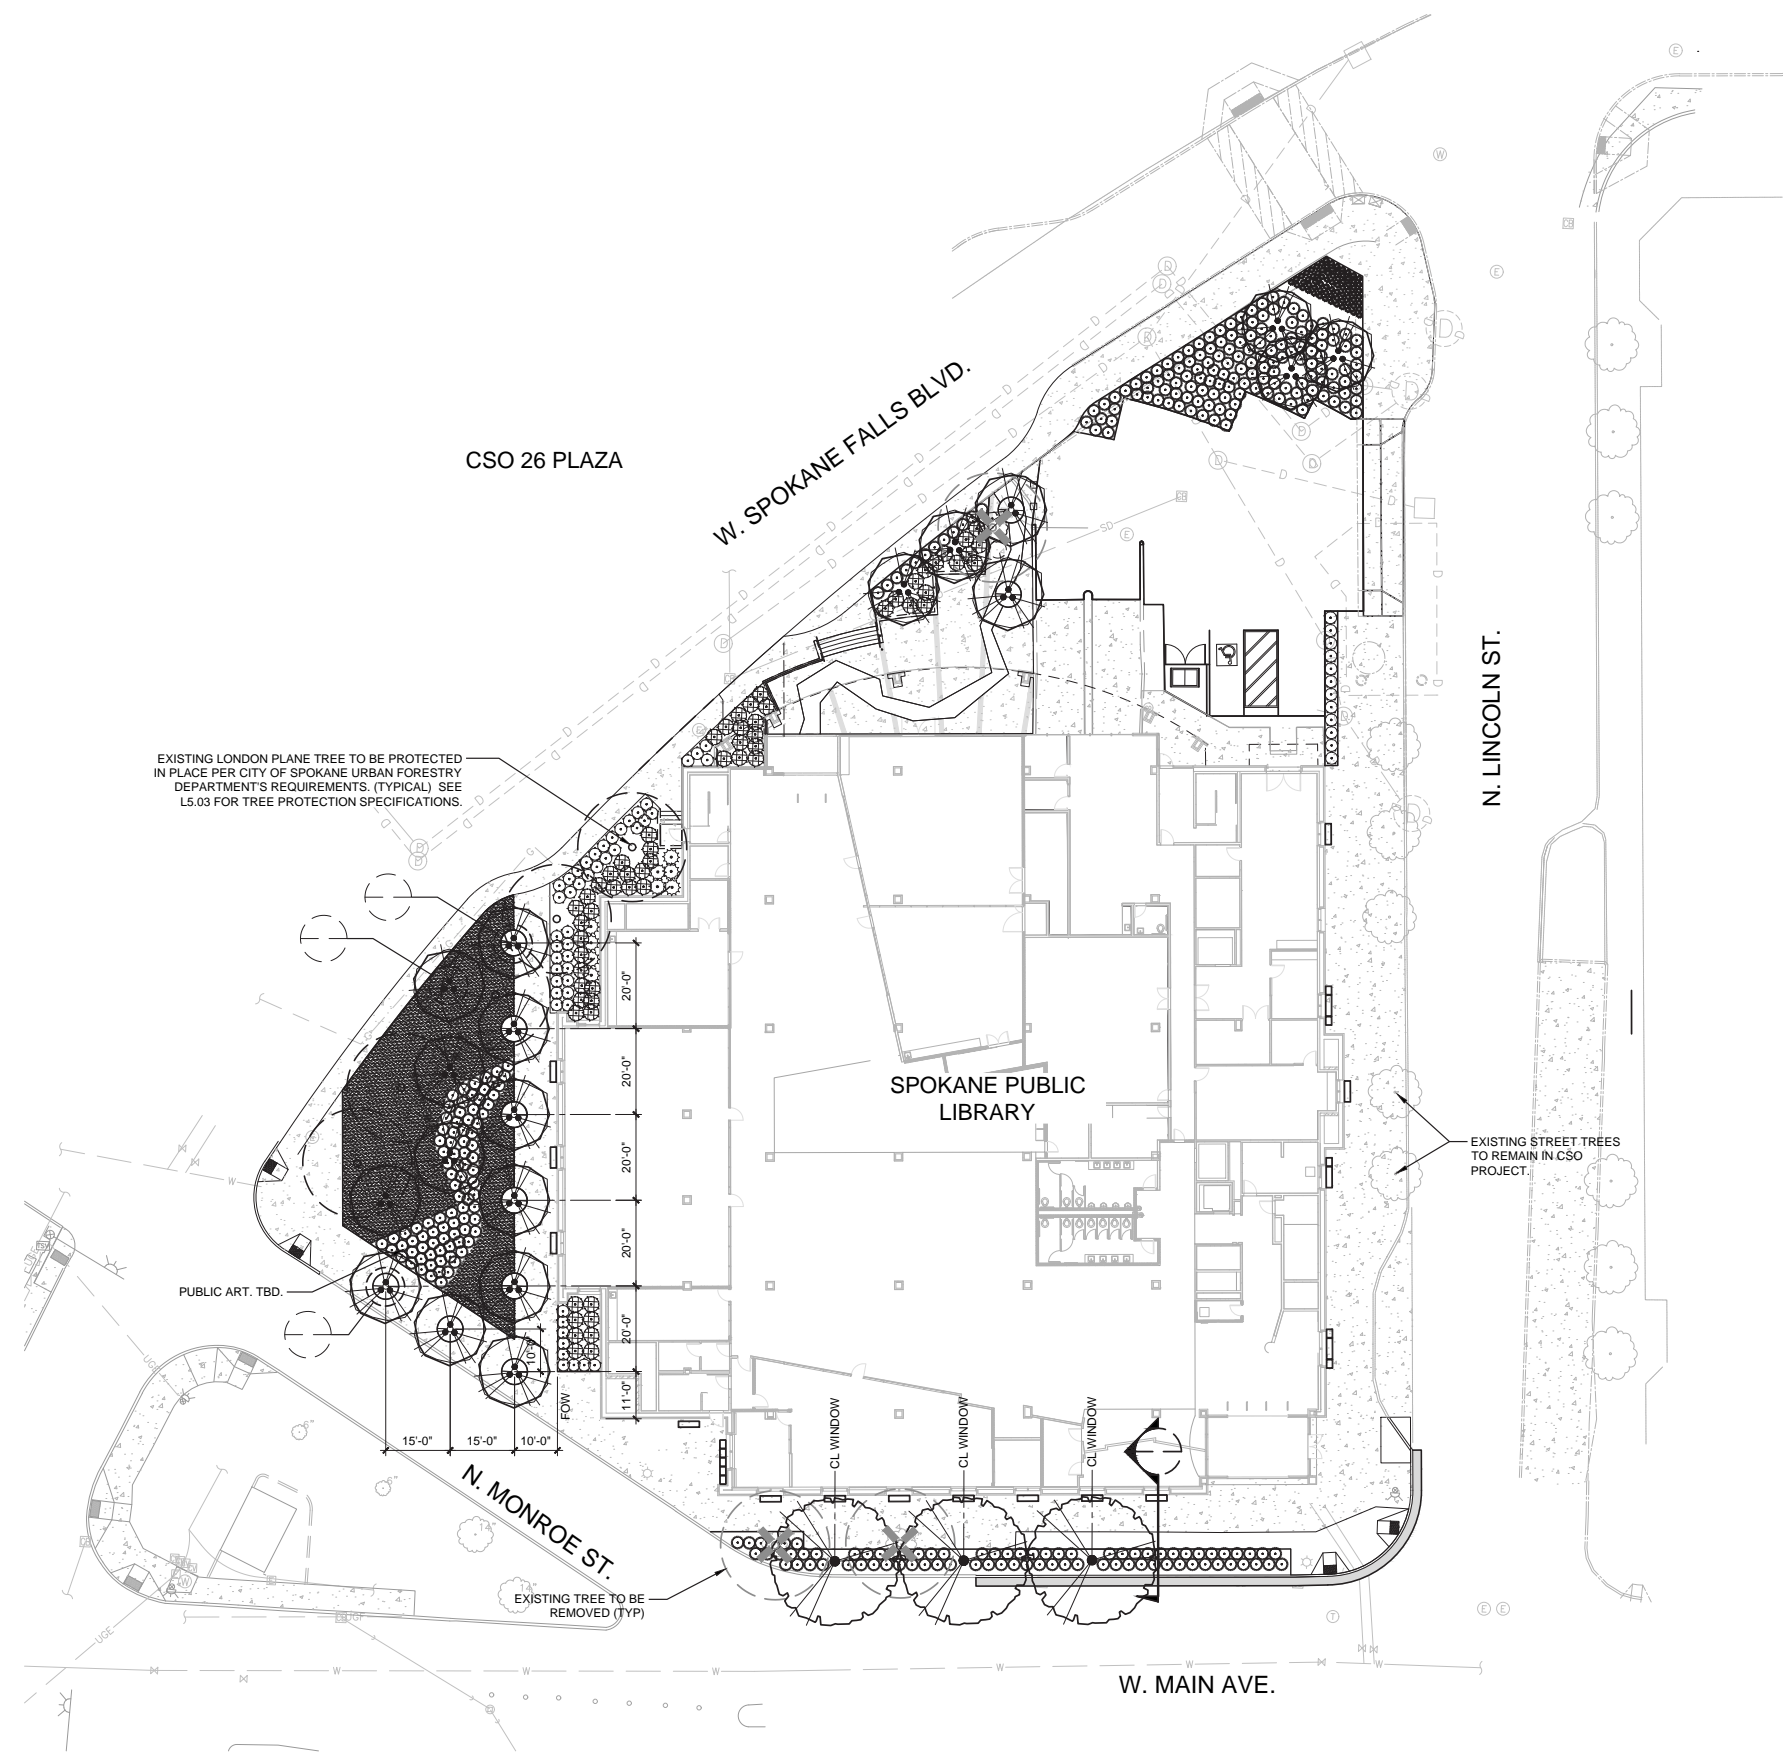 CSO 26 PLAZA
W. SPOKANE FALLS BLVD.
N. LINCOLN ST.
EXISTING LONDON PLANE TREE TO BE PROTECTED
IN PLACE PER CITY OF SPOKANE URBAN FORESTRY
DEPARTMENT'S REQUIREMENTS. (TYPICAL) SEE
L5.03 FOR TREE PROTECTION SPECIFICATIONS.
20'-0"
20'-0"
20'-0"
20'-0"
20'-0"
11'-0"
10'-0"
SPOKANE PUBLIC
LIBRARY
EXISTING STREET TREES
TO REMAIN IN CSO
PROJECT.
PUBLIC ART. TBD.
FOW
15'-0"
15'-0"
10'-0"
CL WINDOW
CL WINDOW
CL WINDOW
N. MONROE ST.
EXISTING TREE TO BE
REMOVED (TYP)
W. MAIN AVE.